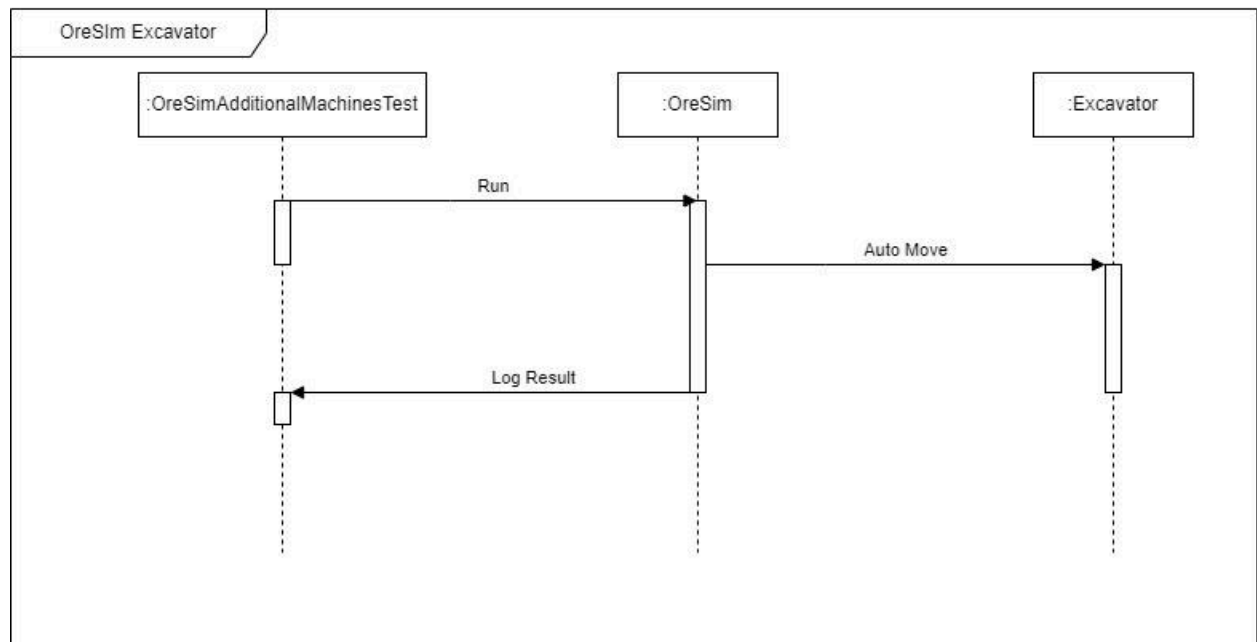 OreSIm Excavator
:OreSimAdditionalMachinesTest
:OreSim
:Excavator
Run
Auto Move
Log Result